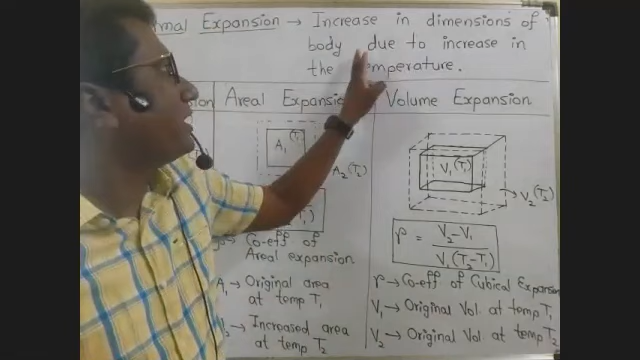 Expansion → Increase in dimensions of
body due to increase in
the temperature.
Areal Expansion
Volume Expansion
A₁ (T₁)
A₂(T₂)
V₁(T₁)
V₂(T₂)
γ = V₂-V₁ / V₁(T₂-T₁)
→ Co-eff of
Areal expansion
A₁ → Original area
at temp T₁
→ Increased area
at temp T₂
γ → Co-eff of Cubical Expansion
V₁ → Original Vol. at temp T₁
V₂ → Original Vol. at temp T₂